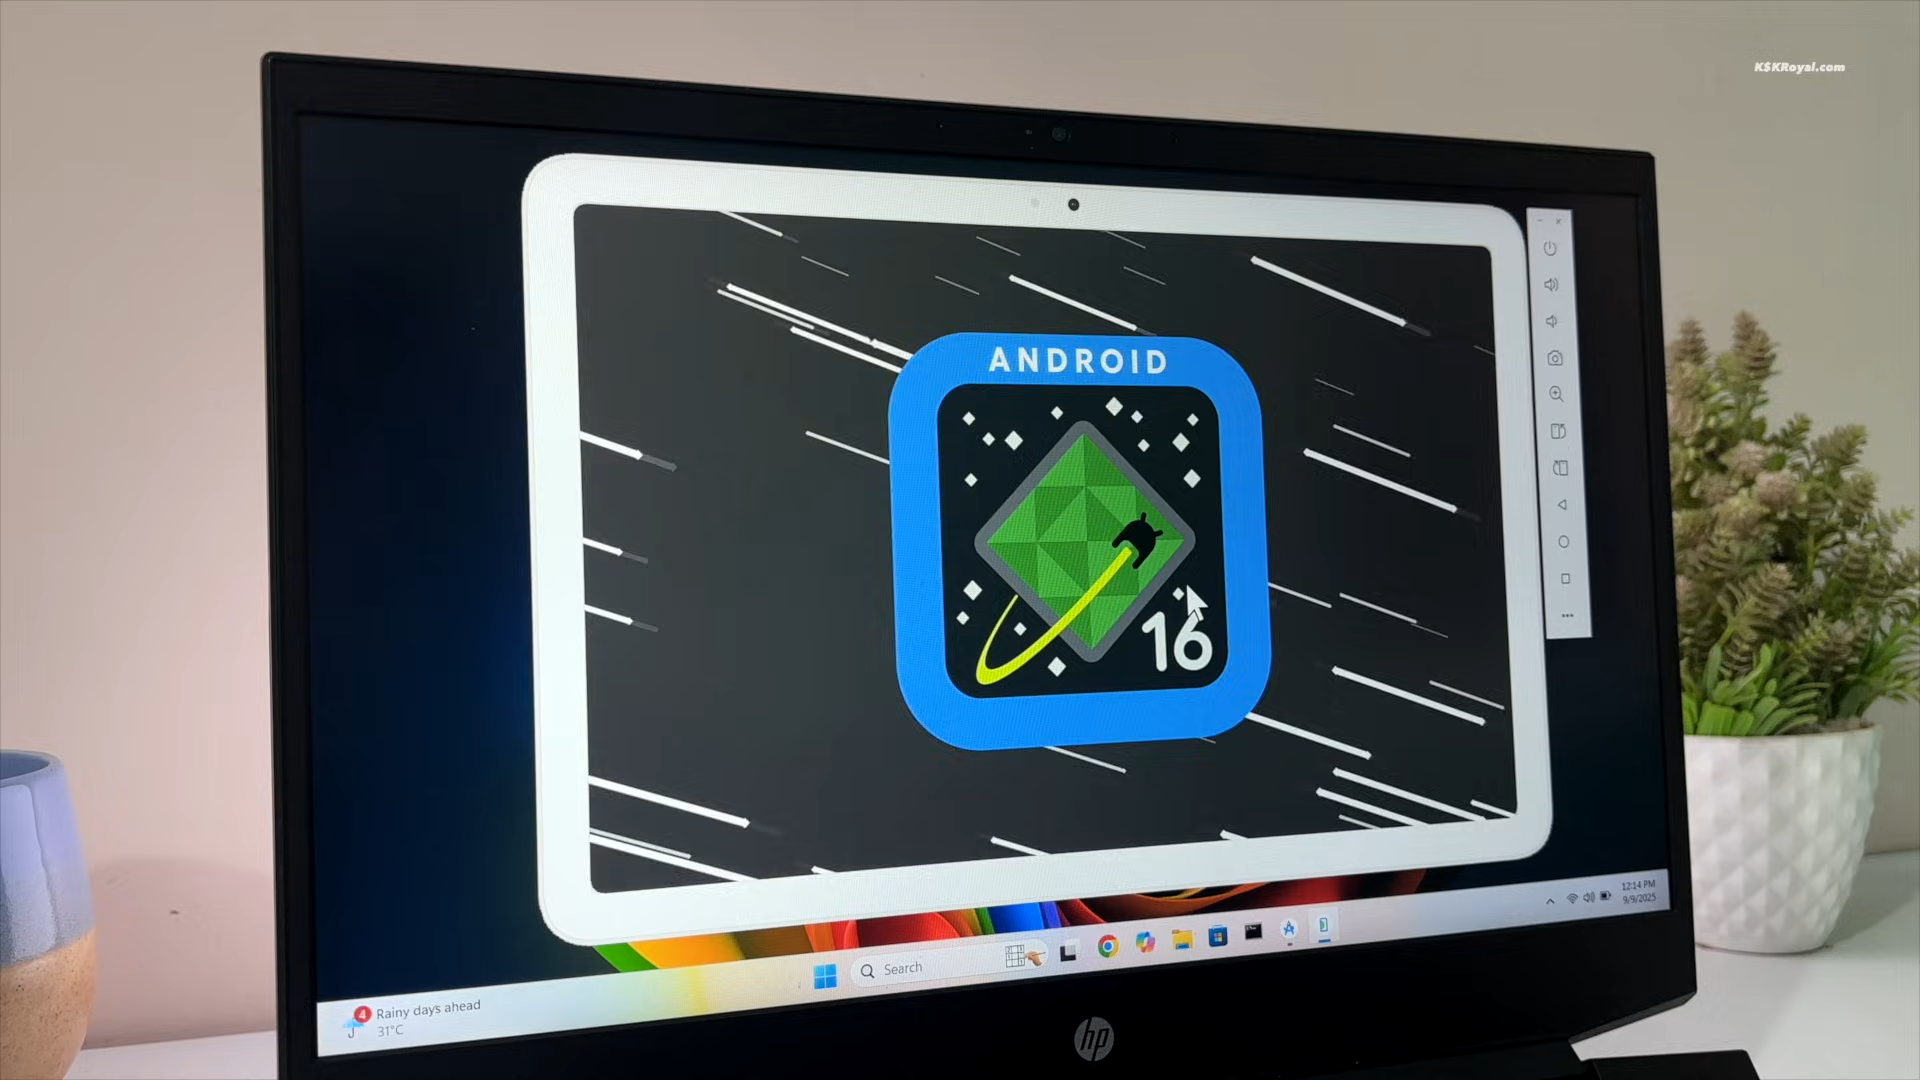 KSKRoyal.com
ANDROID
16
12:14 PM
9/9/2025
Search
4
Rainy days ahead
31°C
hp